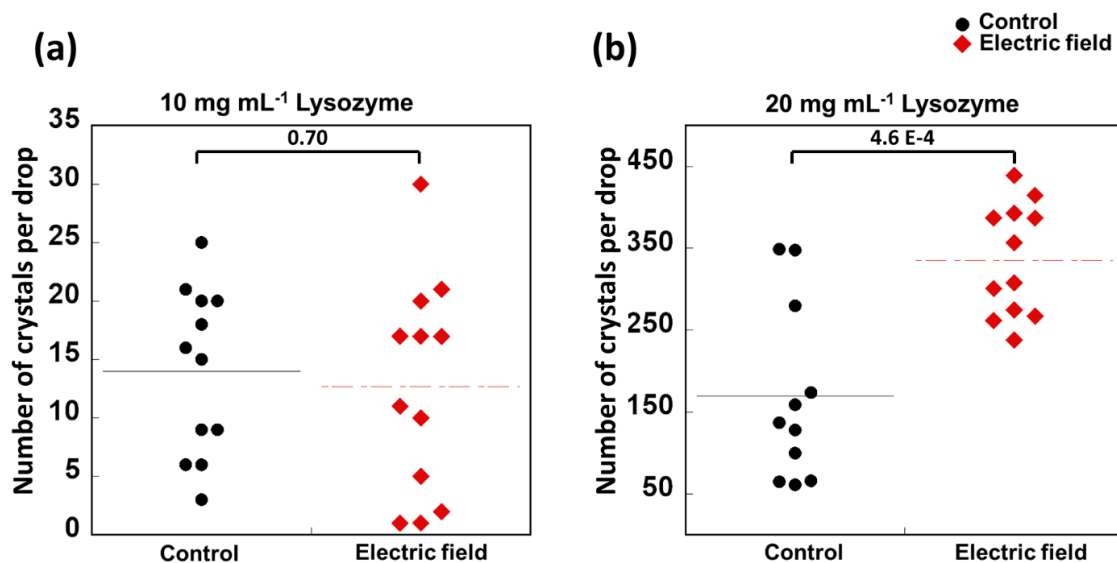 Control
Electric field
(a)
(b)
10 mg mL-1 Lysozyme
20 mg mL-1 Lysozyme
Number of crystals per drop
35
30
25
20
15
10
5
0
0.70
Control
Electric field
Number of crystals per drop
450
350
250
150
50
4.6 E-4
Control
Electric field